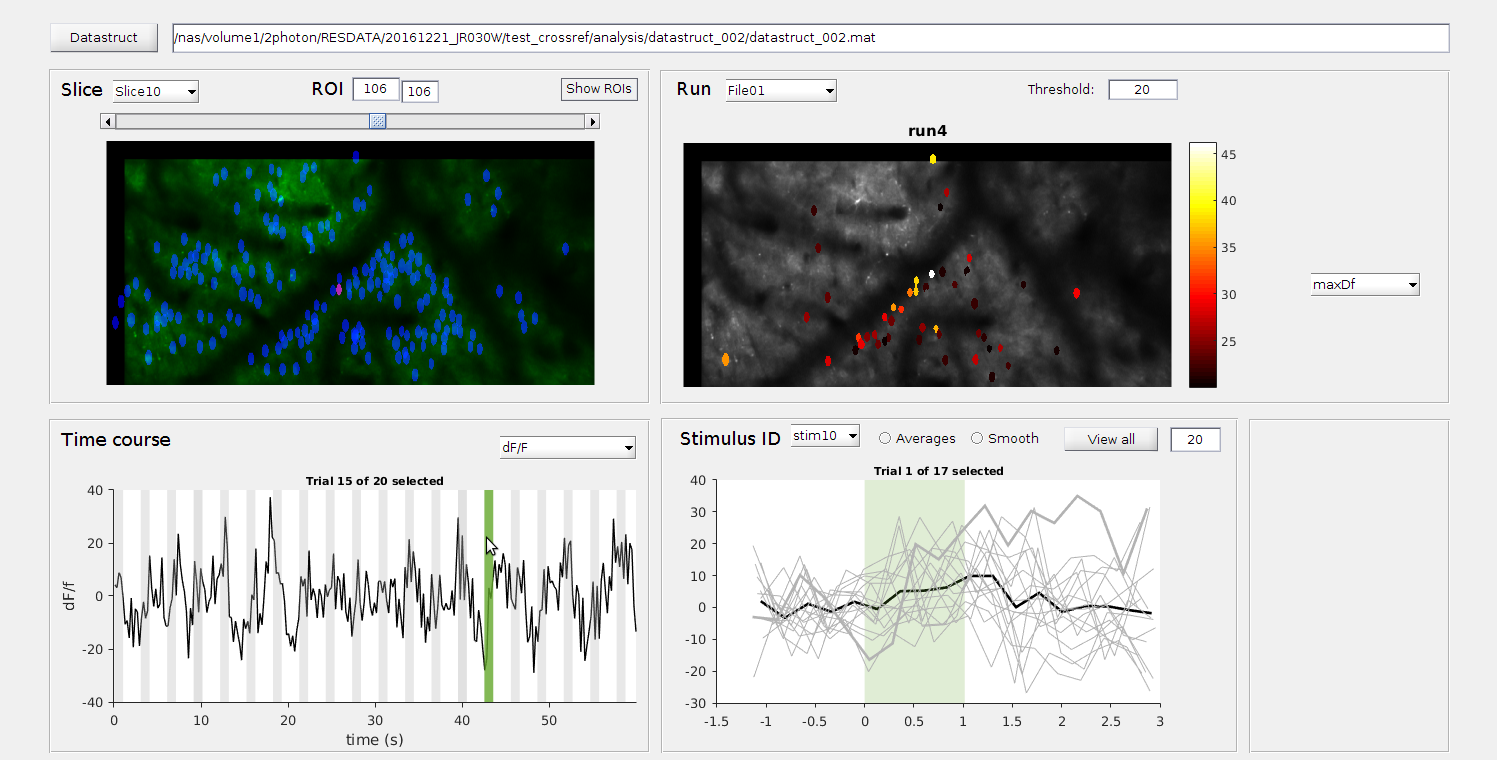 Datastruct /nas/volume1/2photon/RESDATA/20161221_JR030W/test_crossref/analysis/datastruct_002/datastruct_002.mat
Slice Slice10 ROI 106 106 Show ROIs
Run File01 Threshold: 20
run4
45
40
35
30
25
maxDf
Time course dF/F
Trial 15 of 20 selected
40
20
0
-20
-40
dF/f
0 10 20 30 40 50
time (s)
Stimulus ID stim10 Averages Smooth View all 20
Trial 1 of 17 selected
40
30
20
10
0
-10
-20
-30
-1.5 -1 -0.5 0 0.5 1 1.5 2 2.5 3